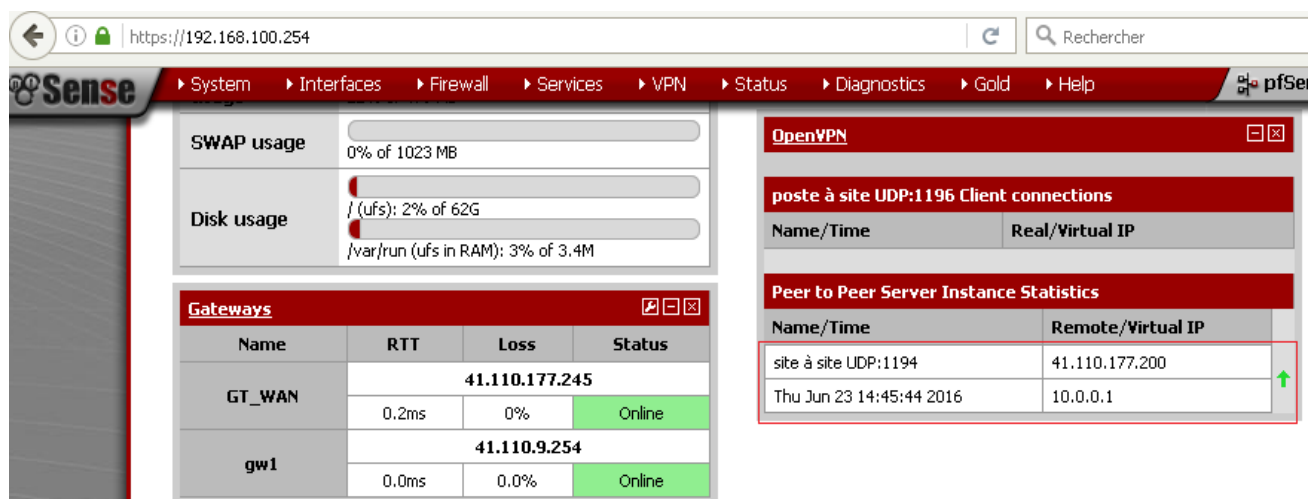 https://192.168.100.254
Rechercher
Sense
System Interfaces Firewall Services VPN Status Diagnostics Gold Help
SWAP usage
0% of 1023 MB
Disk usage
/ (ufs): 2% of 62G
/var/run (ufs in RAM): 3% of 3.4M
Gateways
Name RTT Loss Status
GT_WAN
41.110.177.245
0.2ms 0% Online
gw1
41.110.9.254
0.0ms 0.0% Online
OpenVPN
poste à site UDP:1196 Client connections
Name/Time Real/Virtual IP
Peer to Peer Server Instance Statistics
Name/Time Remote/Virtual IP
site à site UDP:1194 41.110.177.200
Thu Jun 23 14:45:44 2016 10.0.0.1